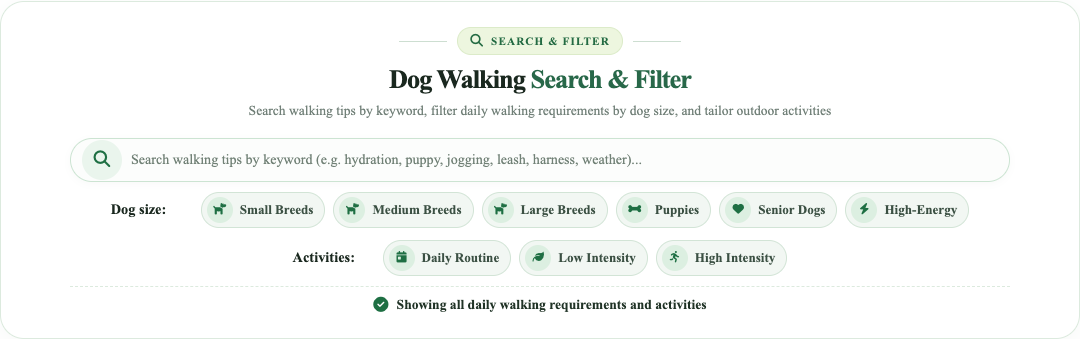 SEARCH & FILTER
Dog Walking Search & Filter
Search walking tips by keyword, filter daily walking requirements by dog size, and tailor outdoor activities
Search walking tips by keyword (e.g. hydration, puppy, jogging, leash, harness, weather)...
Dog size: Small Breeds Medium Breeds Large Breeds Puppies Senior Dogs High-Energy
Activities: Daily Routine Low Intensity High Intensity
Showing all daily walking requirements and activities